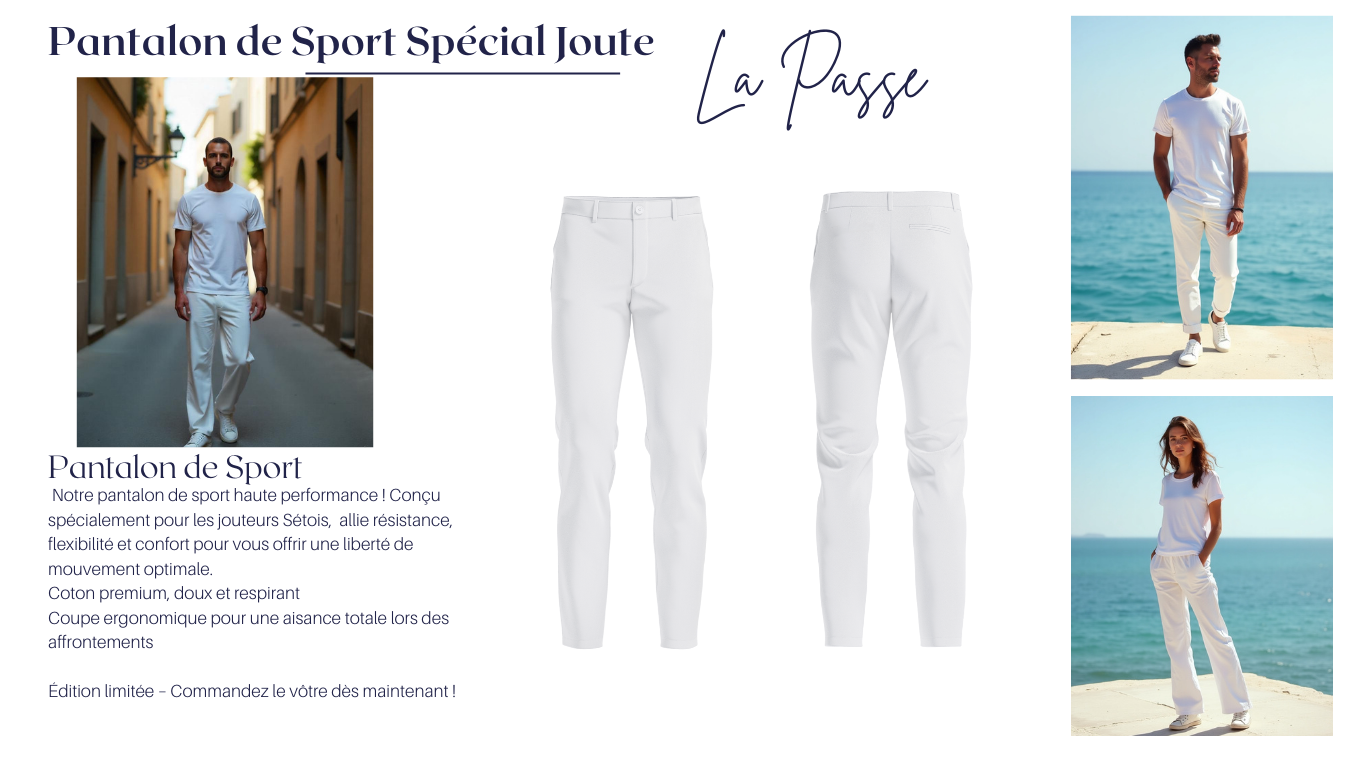 Pantalon de Sport Spécial Joute
La Passe
Pantalon de Sport
Notre pantalon de sport haute performance ! Conçu
spécialement pour les jouteurs Sétois,  allie résistance,
flexibilité et confort pour vous offrir une liberté de
mouvement optimale.
Coton premium, doux et respirant
Coupe ergonomique pour une aisance totale lors des
affrontements
Édition limitée – Commandez le vôtre dès maintenant !